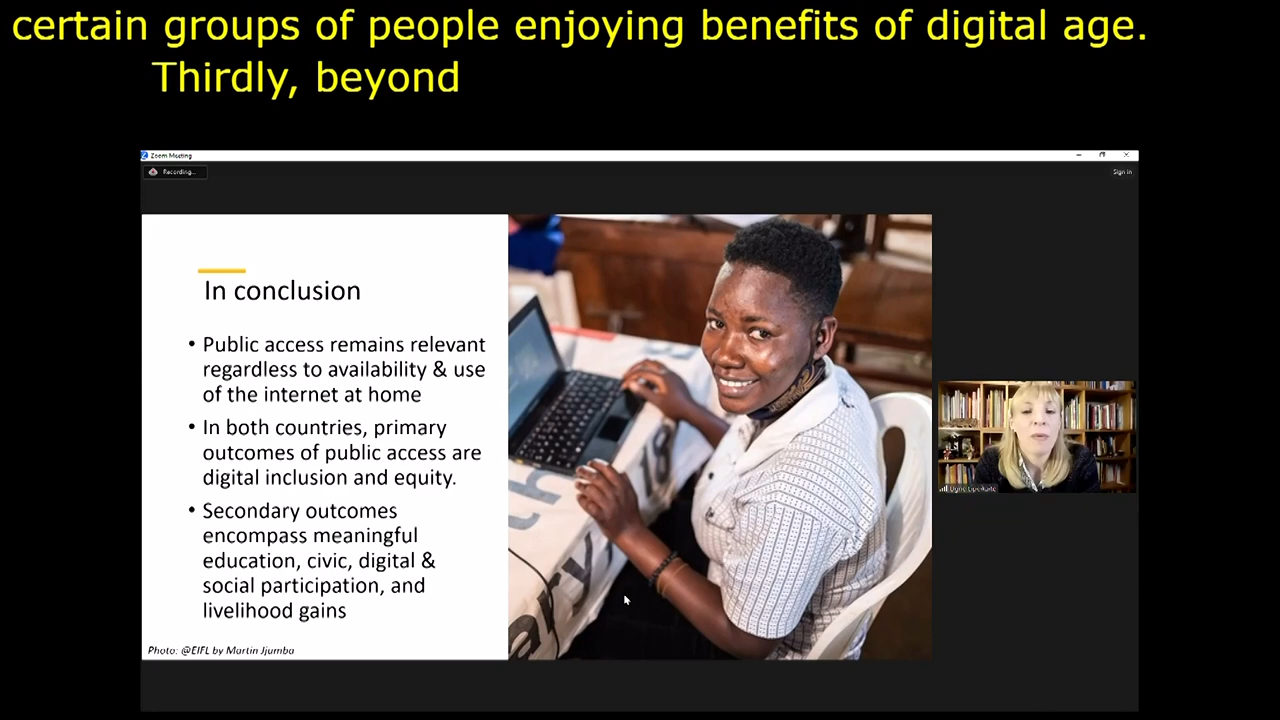 certain groups of people enjoying benefits of digital age.
Thirdly, beyond
Zoom Meeting
Recording...
Sign in
In conclusion
• Public access remains relevant
regardless to availability & use
of the internet at home
• In both countries, primary
outcomes of public access are
digital inclusion and equity.
• Secondary outcomes
encompass meaningful
education, civic, digital &
social participation, and
livelihood gains
Photo: @EIFL by Martin Jjumba